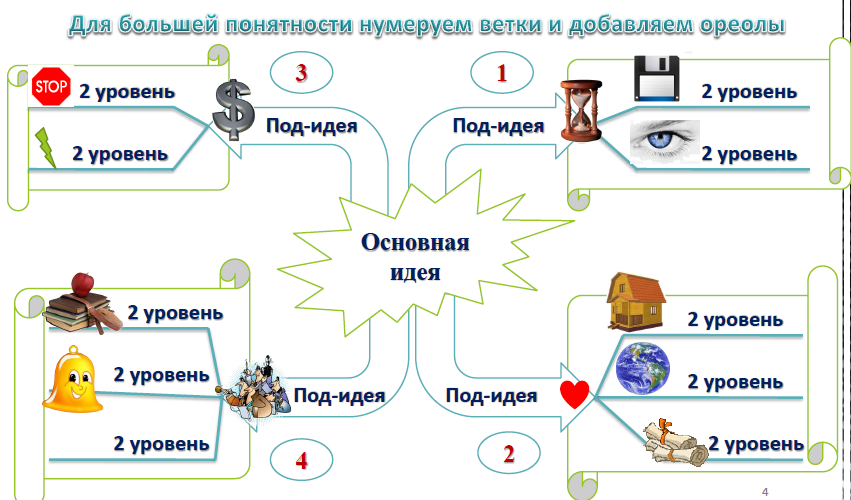 Для большей понятности нумеруем ветки и добавляем ореолы
3
1
STOP
2 уровень
2 уровень
Под-идея
Под-идея
2 уровень
2 уровень
Основная
идея
2 уровень
2 уровень
2 уровень
Под-идея
4
Под-идея
2
2 уровень
2 уровень
2 уровень
4